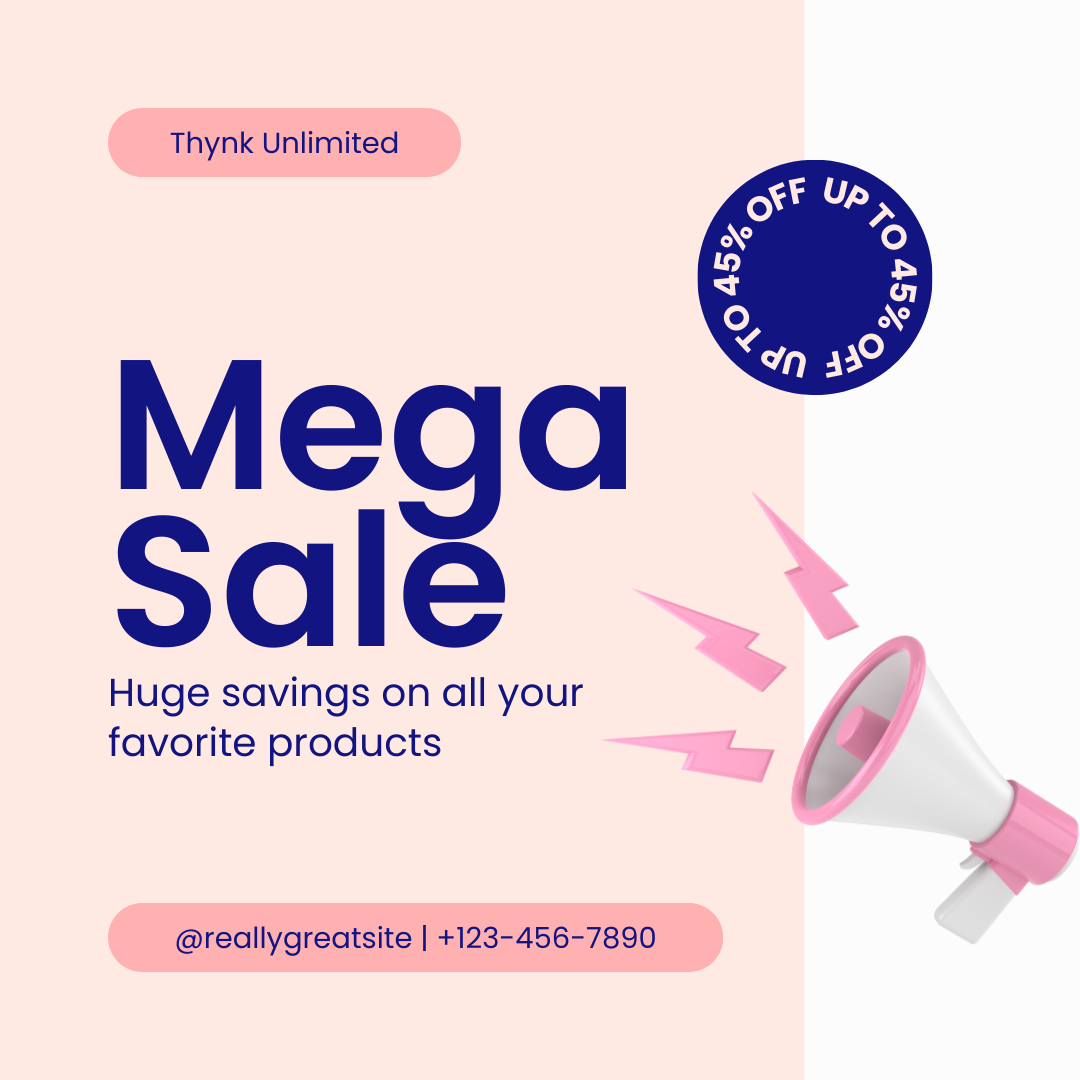 Thynk Unlimited
UP TO 45% OFF UP TO 45% OFF
Mega
Sale
Huge savings on all your
favorite products
@reallygreatsite | +123-456-7890